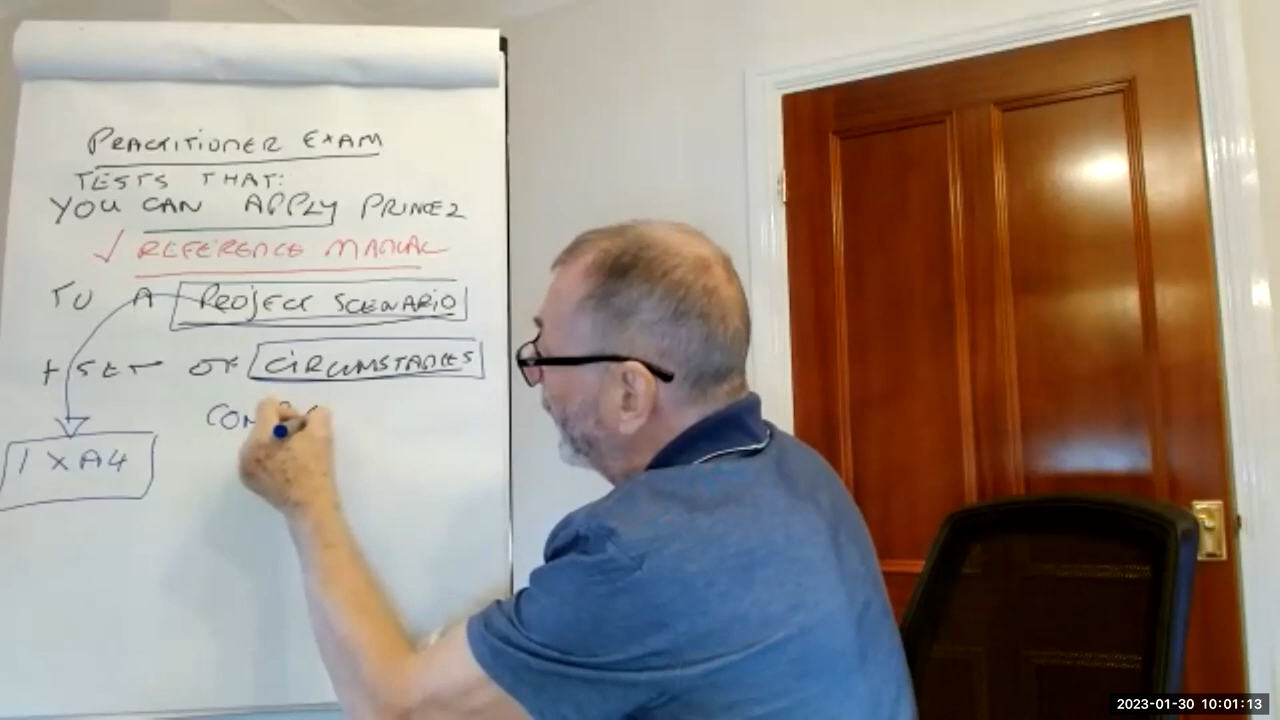 PRACTITIONER EXAM
TESTS THAT:
YOU CAN APPLY PRINCE2
√ REFERENCE MANUAL
TO A PROJECT SCENARIO
+ SET OF CIRCUMSTANCES
CON
1 X A4
2023-01-30 10:01:13